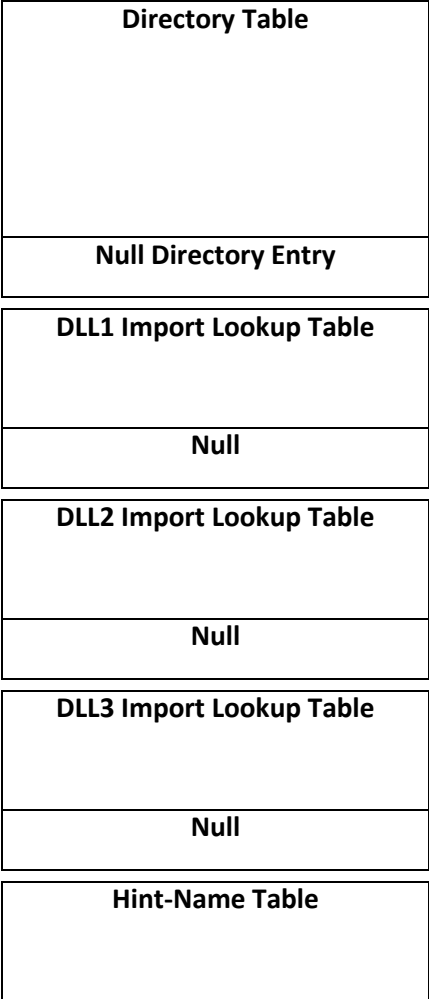 Directory Table
Null Directory Entry
DLL1 Import Lookup Table
Null
DLL2 Import Lookup Table
Null
DLL3 Import Lookup Table
Null
Hint-Name Table